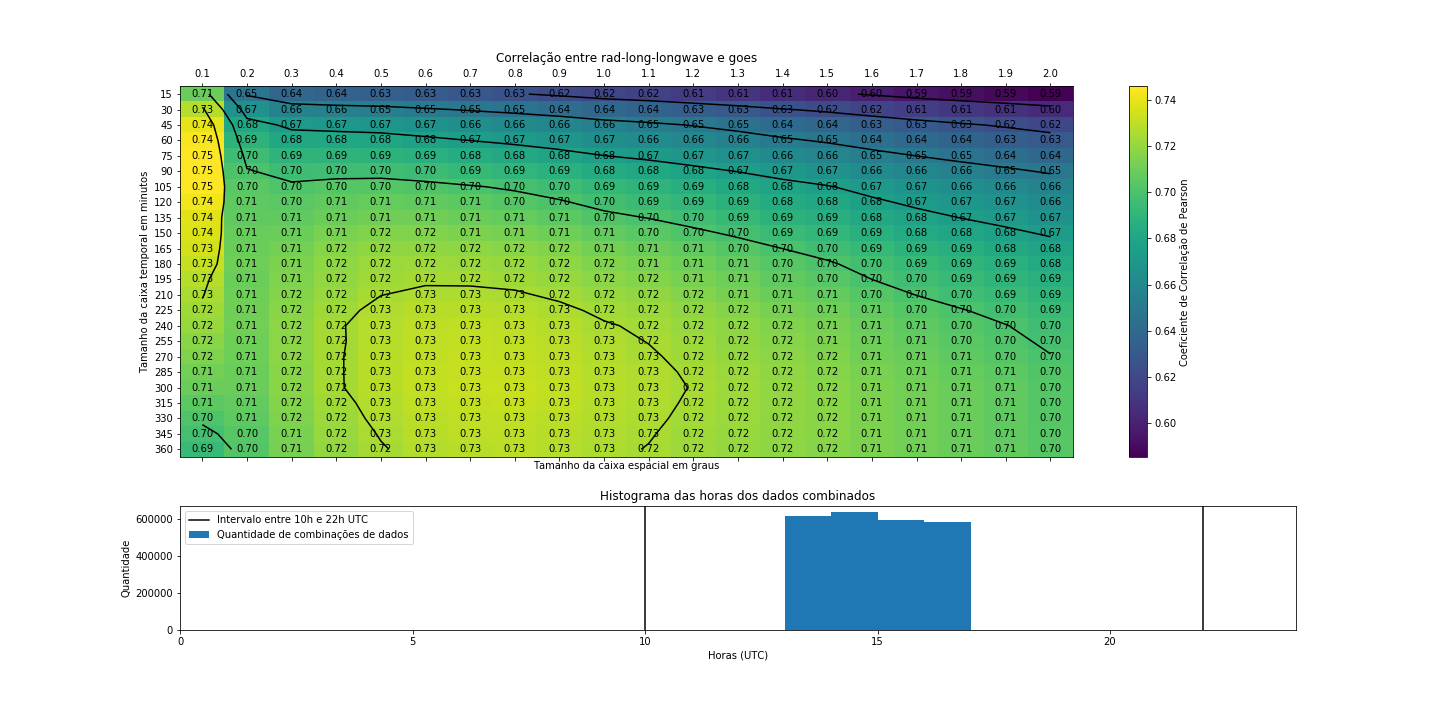 Correlação entre rad-long-longwave e goes
0.1 0.2 0.3 0.4 0.5 0.6 0.7 0.8 0.9 1.0 1.1 1.2 1.3 1.4 1.5 1.6 1.7 1.8 1.9 2.0
15 0.71 0.65 0.64 0.64 0.63 0.63 0.63 0.63 0.62 0.62 0.62 0.61 0.61 0.61 0.60 0.60 0.59 0.59 0.59 0.59
30 0.73 0.67 0.66 0.66 0.65 0.65 0.65 0.65 0.64 0.64 0.64 0.63 0.63 0.63 0.62 0.62 0.61 0.61 0.61 0.60
45 0.74 0.68 0.67 0.67 0.67 0.67 0.66 0.66 0.66 0.66 0.65 0.65 0.65 0.64 0.64 0.63 0.63 0.63 0.62 0.62
60 0.74 0.69 0.68 0.68 0.68 0.68 0.67 0.67 0.67 0.67 0.66 0.66 0.66 0.65 0.65 0.64 0.64 0.64 0.63 0.63
75 0.75 0.70 0.69 0.69 0.69 0.69 0.68 0.68 0.68 0.68 0.67 0.67 0.67 0.66 0.66 0.65 0.65 0.65 0.64 0.64
90 0.75 0.70 0.70 0.70 0.70 0.70 0.69 0.69 0.69 0.68 0.68 0.68 0.67 0.67 0.67 0.66 0.66 0.66 0.65 0.65
105 0.75 0.70 0.70 0.70 0.70 0.70 0.70 0.70 0.70 0.69 0.69 0.69 0.68 0.68 0.68 0.67 0.67 0.66 0.66 0.66
120 0.74 0.71 0.70 0.71 0.71 0.71 0.71 0.70 0.70 0.70 0.69 0.69 0.69 0.68 0.68 0.68 0.67 0.67 0.67 0.66
135 0.74 0.71 0.71 0.71 0.71 0.71 0.71 0.71 0.71 0.70 0.70 0.70 0.69 0.69 0.69 0.68 0.68 0.67 0.67 0.67
150 0.74 0.71 0.71 0.71 0.72 0.72 0.71 0.71 0.71 0.71 0.70 0.70 0.70 0.69 0.69 0.69 0.68 0.68 0.68 0.67
165 0.73 0.71 0.71 0.72 0.72 0.72 0.72 0.72 0.71 0.71 0.71 0.71 0.70 0.70 0.70 0.69 0.69 0.69 0.68 0.68
180 0.73 0.71 0.71 0.72 0.72 0.72 0.72 0.72 0.72 0.72 0.71 0.71 0.71 0.70 0.70 0.70 0.69 0.69 0.69 0.68
195 0.73 0.71 0.72 0.72 0.72 0.72 0.72 0.72 0.72 0.72 0.72 0.71 0.71 0.71 0.70 0.70 0.70 0.69 0.69 0.69
210 0.73 0.71 0.72 0.72 0.72 0.73 0.73 0.73 0.72 0.72 0.72 0.72 0.71 0.71 0.71 0.70 0.70 0.70 0.69 0.69
225 0.72 0.71 0.72 0.72 0.73 0.73 0.73 0.73 0.73 0.72 0.72 0.72 0.72 0.71 0.71 0.71 0.70 0.70 0.70 0.69
240 0.72 0.71 0.72 0.72 0.73 0.73 0.73 0.73 0.73 0.73 0.72 0.72 0.72 0.71 0.71 0.71 0.70 0.70 0.70 0.70
255 0.72 0.71 0.72 0.72 0.73 0.73 0.73 0.73 0.73 0.73 0.72 0.72 0.72 0.72 0.71 0.71 0.71 0.70 0.70 0.70
270 0.72 0.71 0.72 0.72 0.73 0.73 0.73 0.73 0.73 0.73 0.73 0.72 0.72 0.72 0.71 0.71 0.71 0.71 0.70 0.70
285 0.71 0.71 0.72 0.72 0.73 0.73 0.73 0.73 0.73 0.73 0.73 0.72 0.72 0.72 0.72 0.71 0.71 0.71 0.71 0.70
300 0.71 0.71 0.72 0.72 0.73 0.73 0.73 0.73 0.73 0.73 0.73 0.72 0.72 0.72 0.72 0.71 0.71 0.71 0.71 0.70
315 0.71 0.71 0.72 0.72 0.73 0.73 0.73 0.73 0.73 0.73 0.73 0.72 0.72 0.72 0.72 0.71 0.71 0.71 0.71 0.70
330 0.70 0.71 0.71 0.72 0.73 0.73 0.73 0.73 0.73 0.73 0.73 0.72 0.72 0.72 0.72 0.71 0.71 0.71 0.71 0.70
345 0.70 0.70 0.71 0.72 0.73 0.73 0.73 0.73 0.73 0.73 0.73 0.72 0.72 0.72 0.72 0.71 0.71 0.71 0.71 0.70
360 0.69 0.70 0.71 0.71 0.72 0.73 0.73 0.73 0.73 0.73 0.72 0.72 0.72 0.72 0.72 0.71 0.71 0.71 0.71 0.70
Tamanho da caixa temporal em minutos
Tamanho da caixa espacial em graus
0.74
0.72
0.70
0.68
0.66
0.64
0.62
0.60
Coeficiente de Correlação de Pearson
Histograma das horas dos dados combinados
Intervalo entre 10h e 22h UTC
Quantidade de combinações de dados
600000
400000
200000
0
Quantidade
0 5 10 15 20
Horas (UTC)